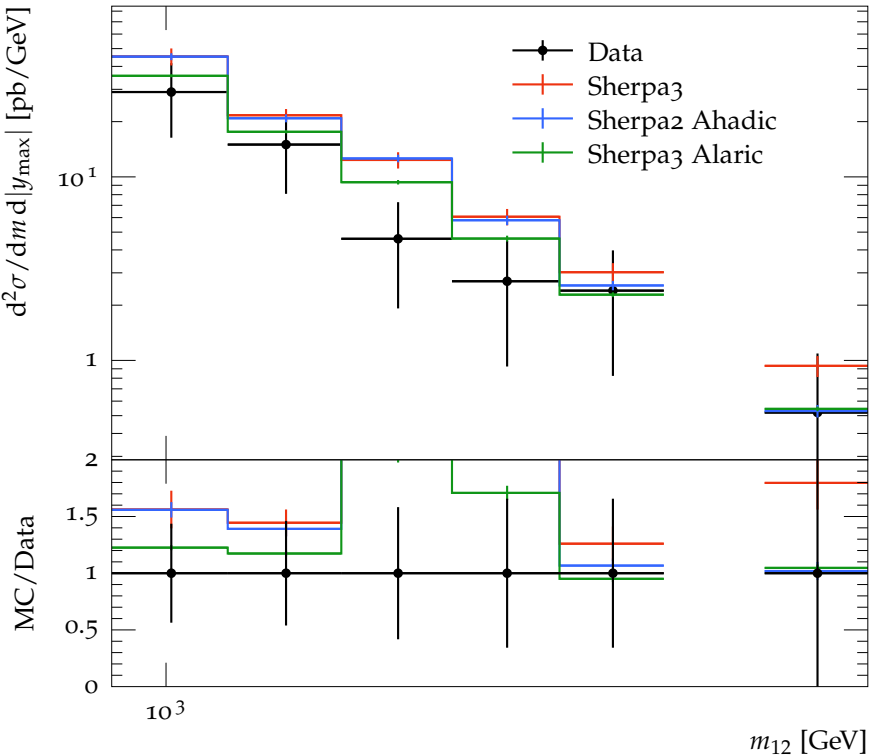 d²σ/dm d|y_max| [pb/GeV]
10¹
1
Data
Sherpa3
Sherpa2 Ahadic
Sherpa3 Alaric
MC/Data
2
1.5
1
0.5
0
10³
m₁₂ [GeV]